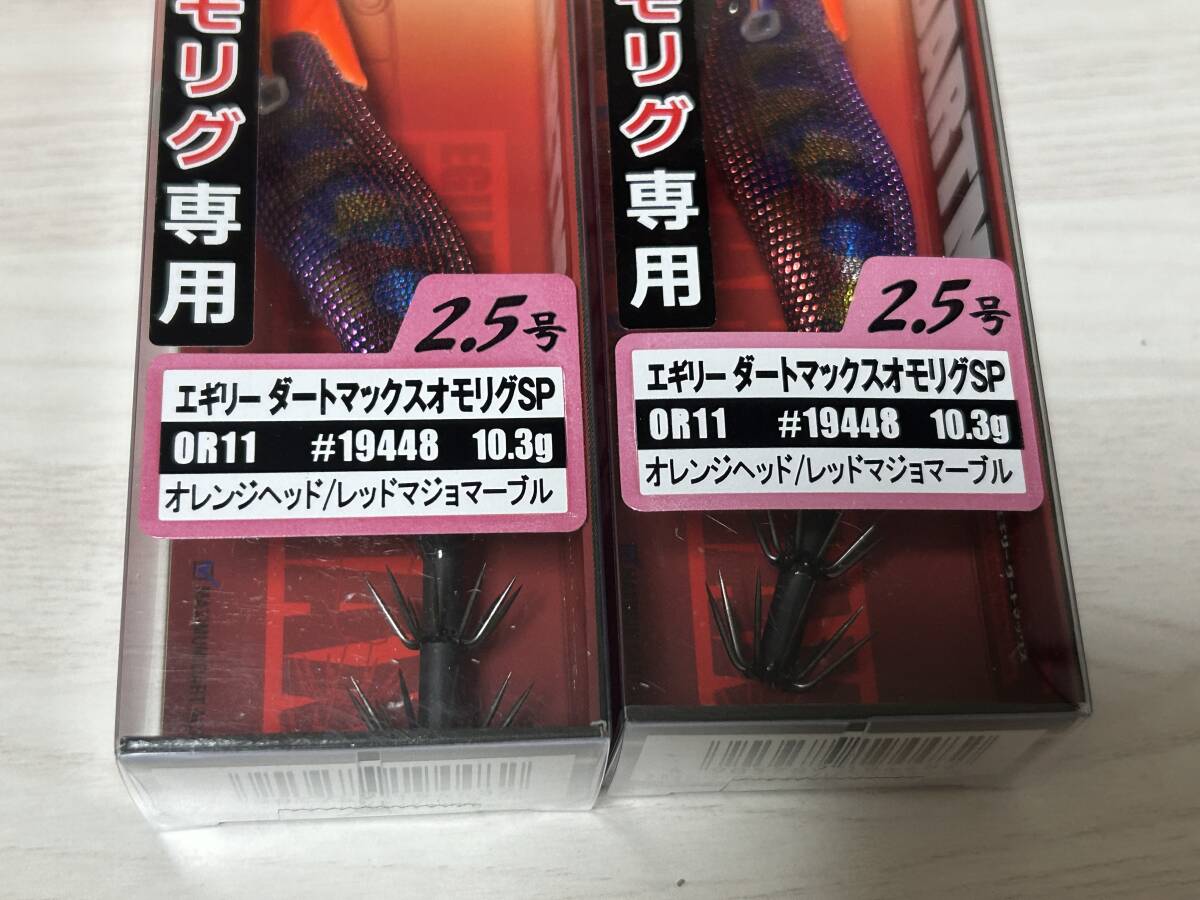 モリグ専用
2.5号
エギリー ダートマックスオモリグSP
OR11 #19448 10.3g
オレンジヘッド/レッドマジョマーブル
モリグ専用
2.5号
エギリー ダートマックスオモリグSP
OR11 #19448 10.3g
オレンジヘッド/レッドマジョマーブル